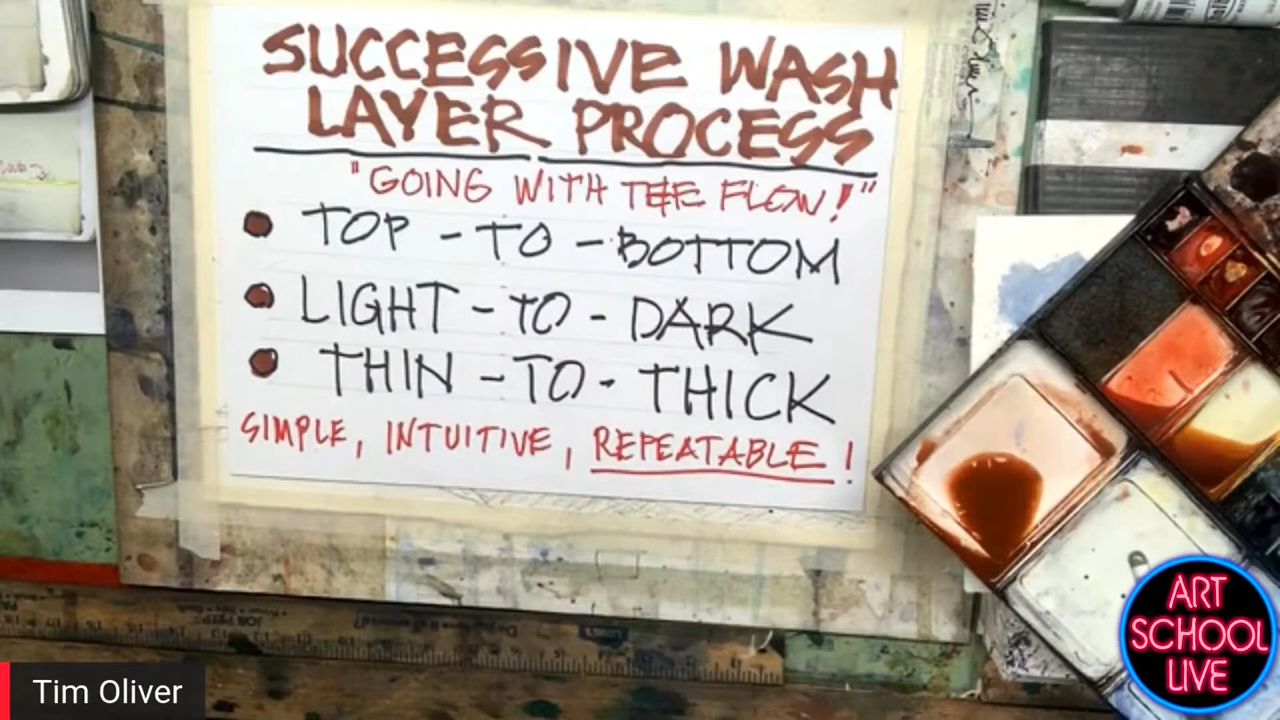 SUCCESSIVE WASH
LAYER PROCESS
"GOING WITH THE FLOW!"
TOP - TO - BOTTOM
LIGHT - TO - DARK
THIN - TO - THICK
SIMPLE, INTUITIVE, REPEATABLE!
ART
SCHOOL
LIVE
Tim Oliver